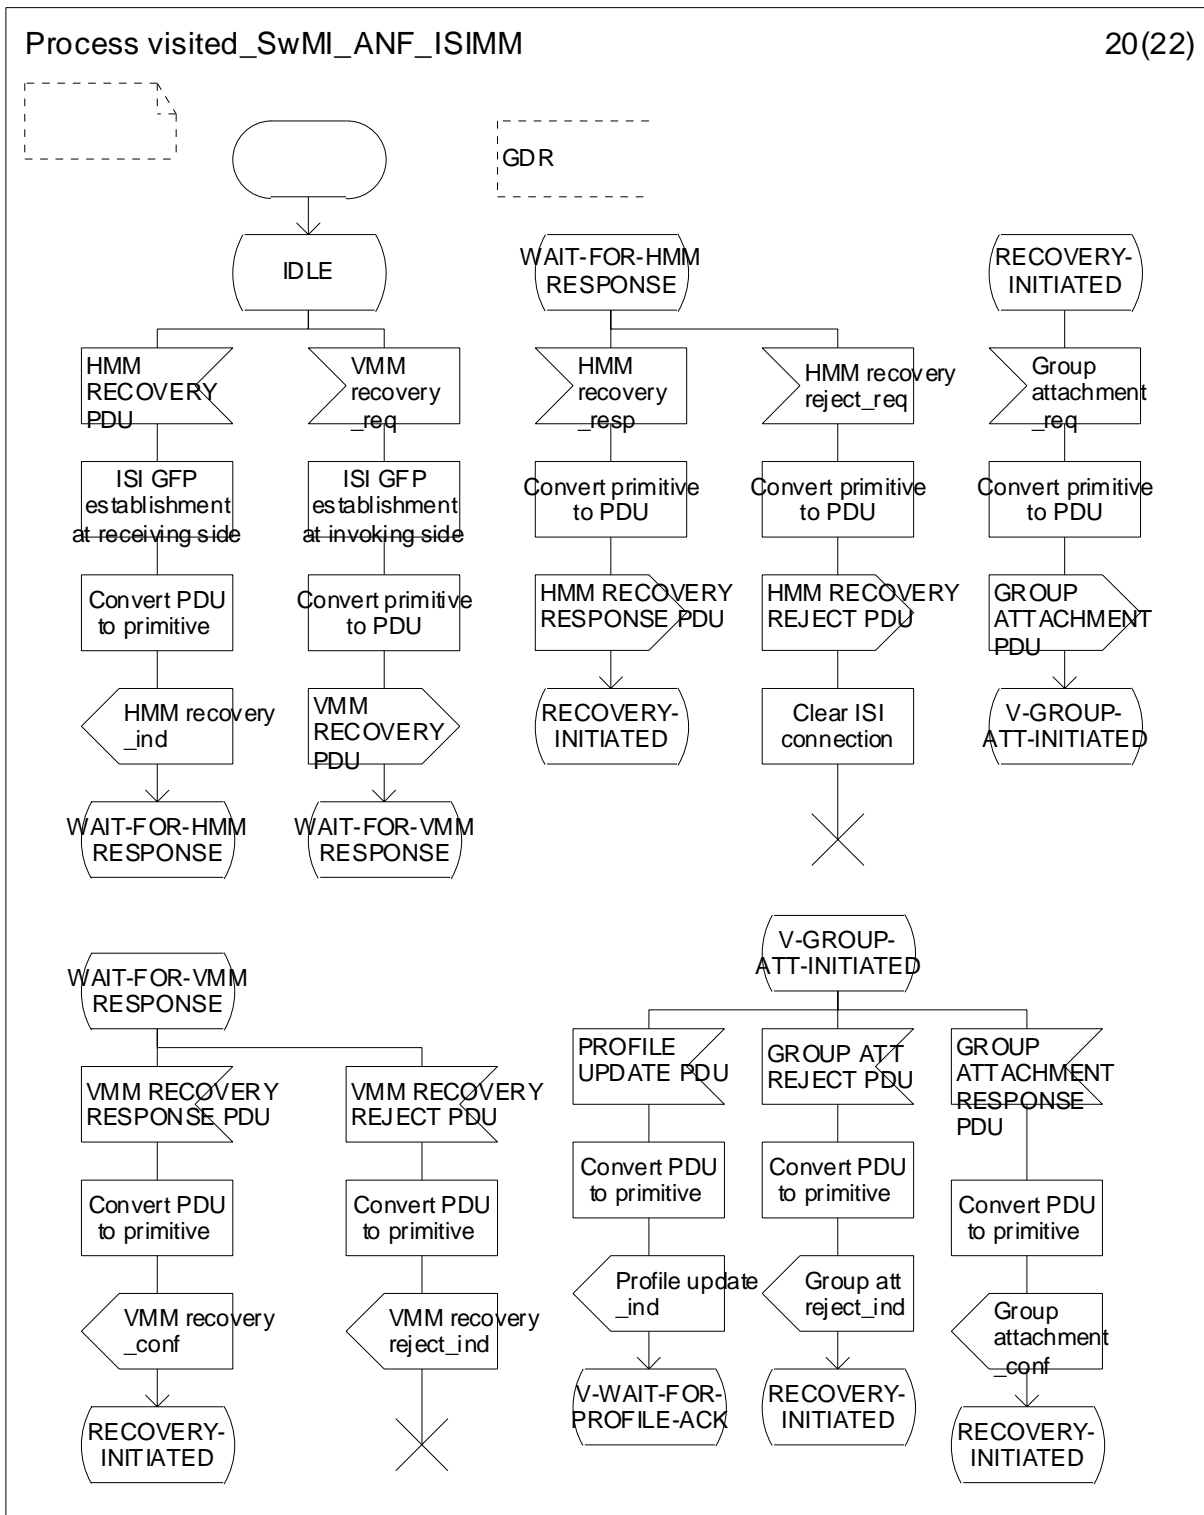 Process visited_SwMI_ANF_ISIMM
20(22)
GDR
IDLE
WAIT-FOR-HMM
RESPONSE
RECOVERY-
INITIATED
HMM
RECOVERY
PDU
VMM
recovery
_req
HMM
recovery
_resp
HMM recovery
reject_req
Group
attachment
_req
ISI GFP
establishment
at receiving side
ISI GFP
establishment
at invoking side
Convert primitive
to PDU
Convert primitive
to PDU
Convert primitive
to PDU
Convert PDU
to primitive
Convert primitive
to PDU
HMM RECOVERY
RESPONSE PDU
HMM RECOVERY
REJECT PDU
GROUP
ATTACHMENT
PDU
HMM recovery
_ind
VMM
RECOVERY
PDU
RECOVERY-
INITIATED
Clear ISI
connection
V-GROUP-
ATT-INITIATED
WAIT-FOR-HMM
RESPONSE
WAIT-FOR-VMM
RESPONSE
WAIT-FOR-VMM
RESPONSE
V-GROUP-
ATT-INITIATED
VMM RECOVERY
RESPONSE PDU
VMM RECOVERY
REJECT PDU
PROFILE
UPDATE PDU
GROUP ATT
REJECT PDU
GROUP
ATTACHMENT
RESPONSE
PDU
Convert PDU
to primitive
Convert PDU
to primitive
Convert PDU
to primitive
Convert PDU
to primitive
Convert PDU
to primitive
VMM recovery
_conf
VMM recovery
reject_ind
Profile update
_ind
Group att
reject_ind
Group
attachment
_conf
RECOVERY-
INITIATED
V-WAIT-FOR-
PROFILE-ACK
RECOVERY-
INITIATED
RECOVERY-
INITIATED